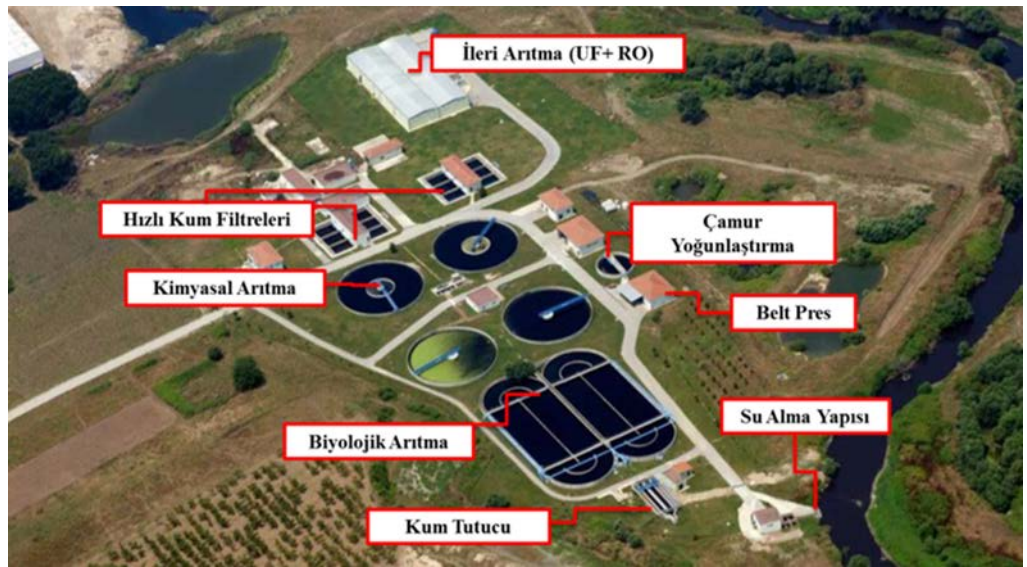 İleri Arıtma (UF+ RO)
Hızlı Kum Filtreleri
Çamur
Yoğunlaştırma
Kimyasal Arıtma
Belt Pres
Su Alma Yapısı
Biyolojik Arıtma
Kum Tutucu